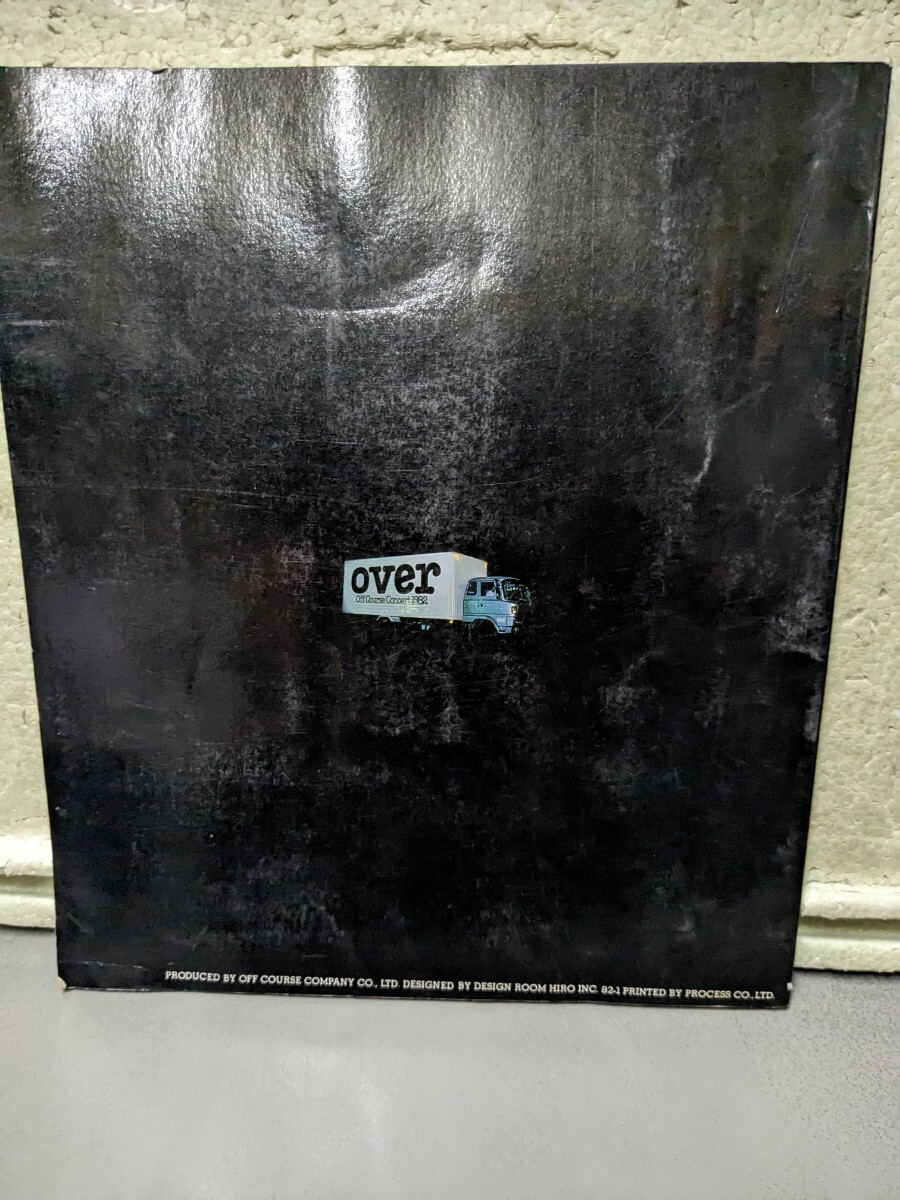 over
Off Course Concert 1982
PRODUCED BY OFF COURSE COMPANY CO., LTD. DESIGNED BY DESIGN ROOM HIRO INC. 82-1 PRINTED BY PROCESS CO., LTD.